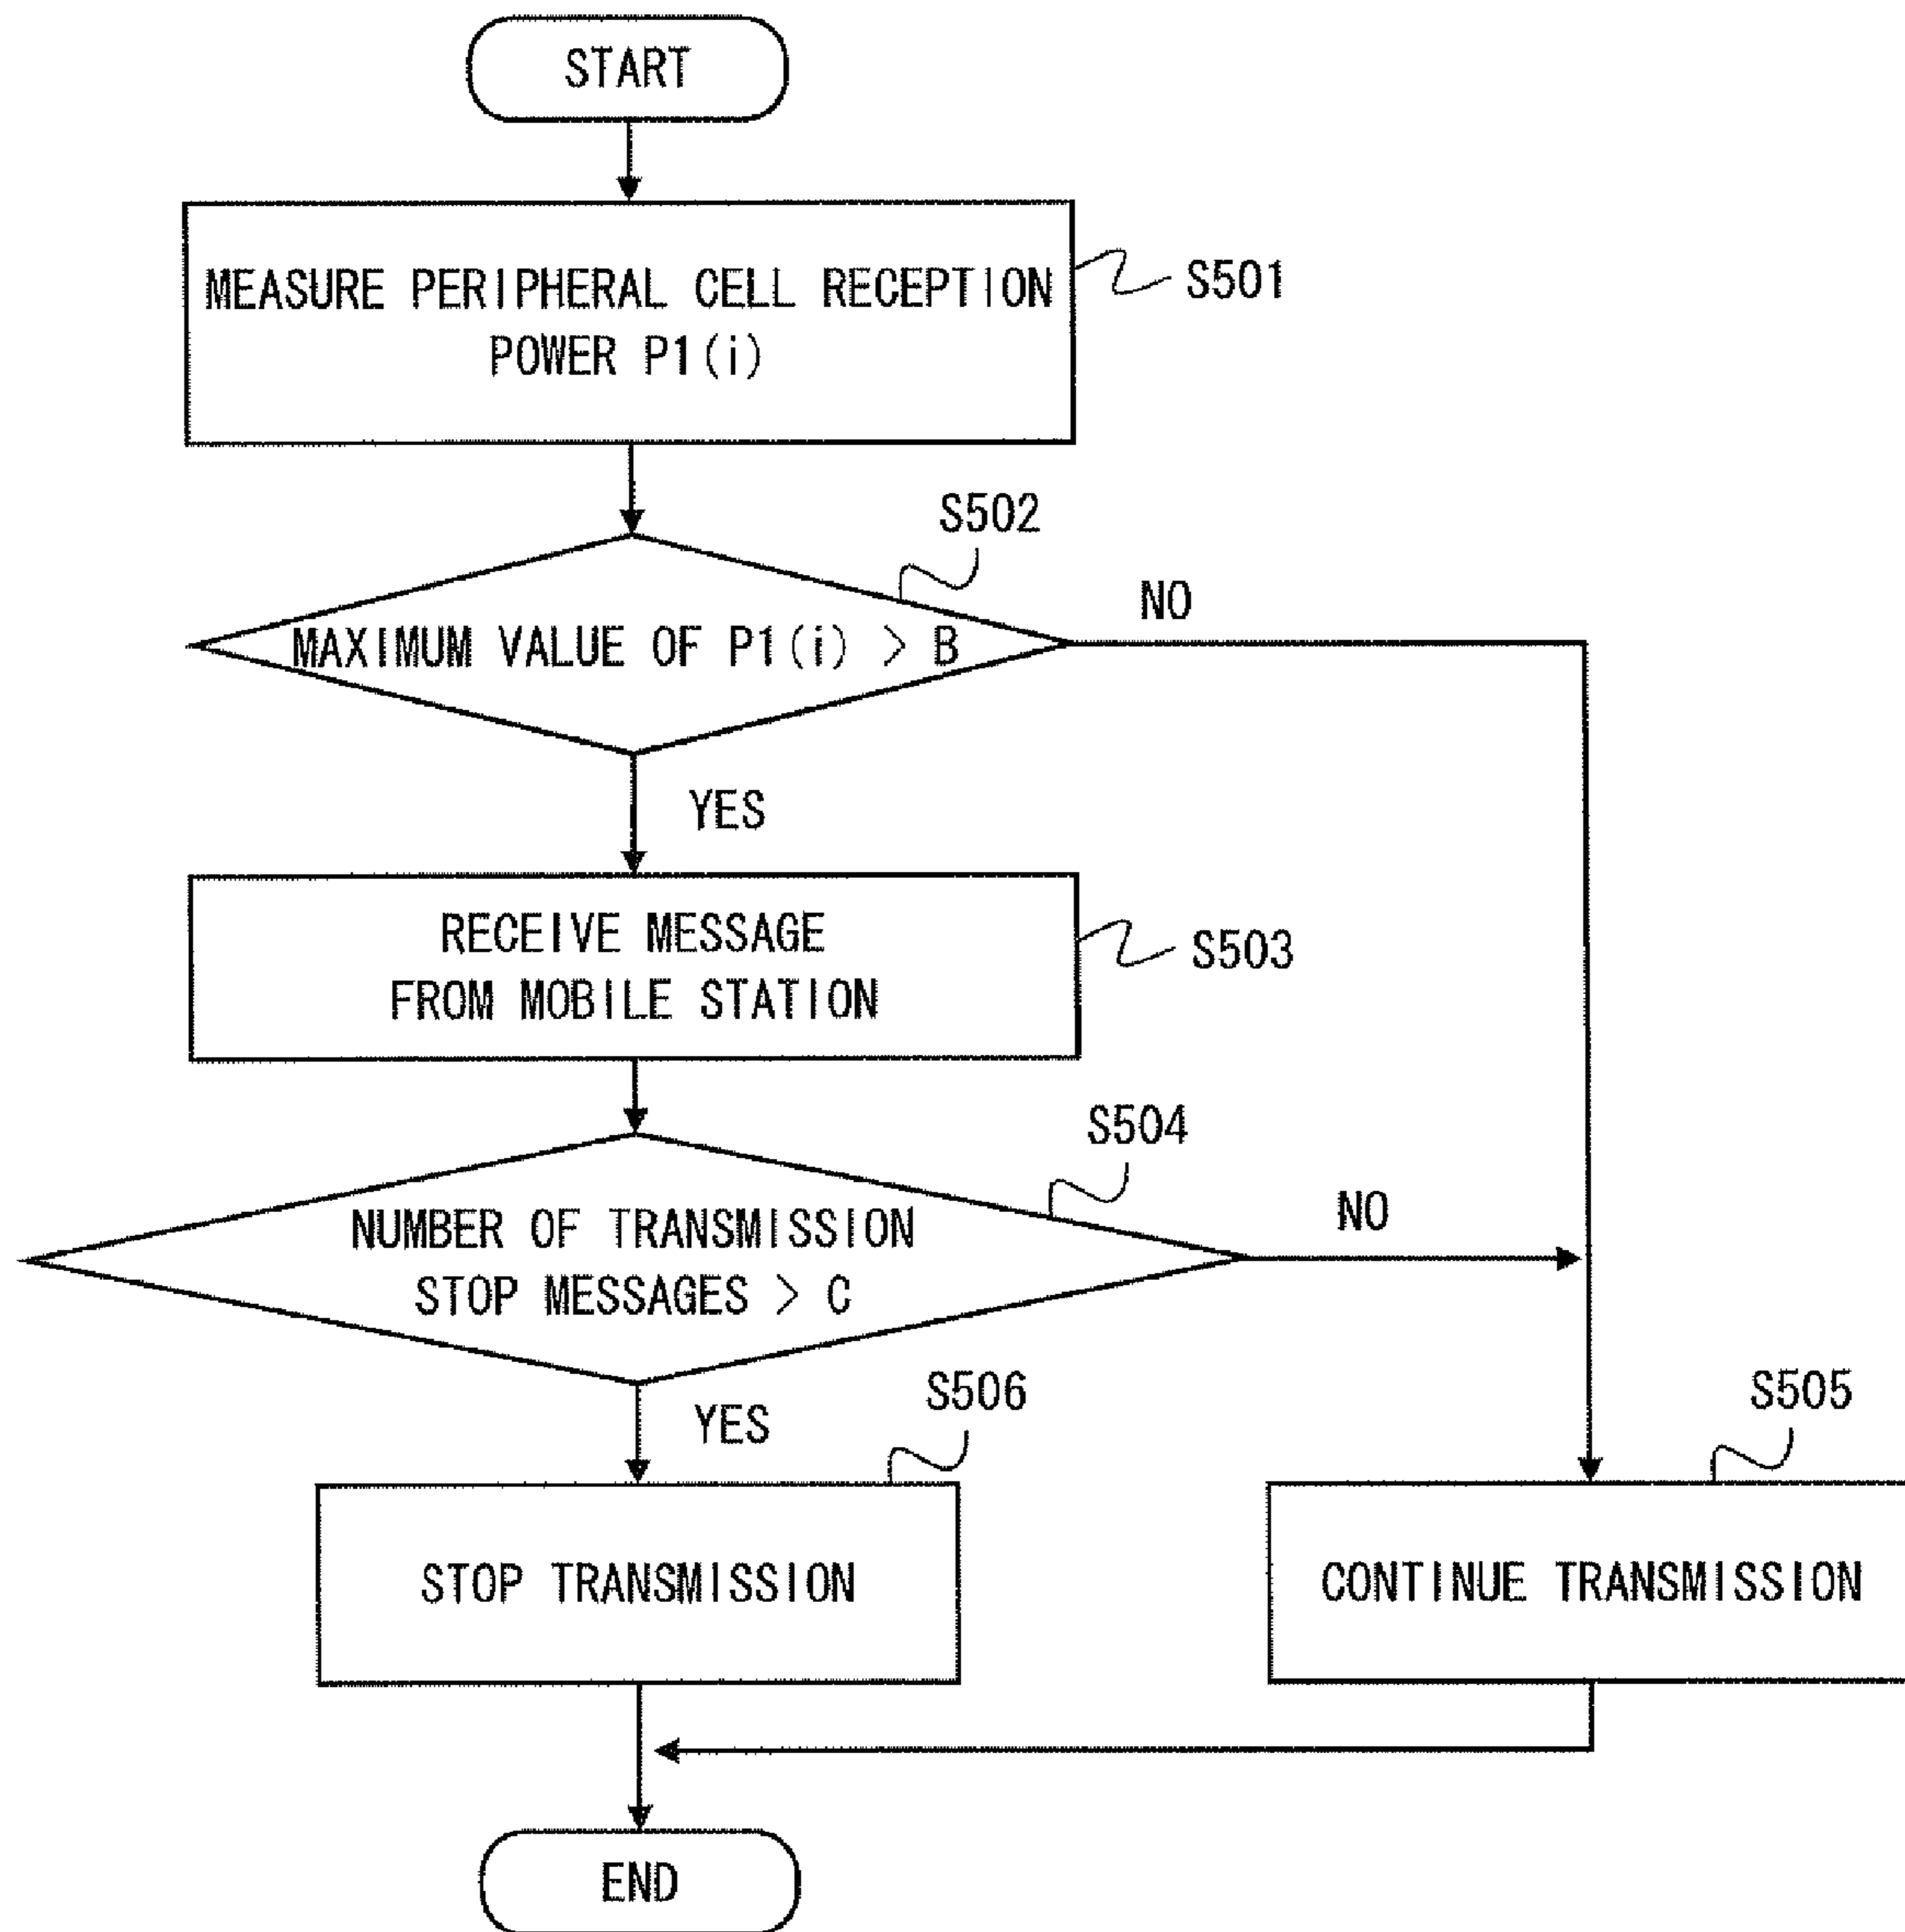 START
MEASURE PERIPHERAL CELL RECEPTION
POWER P1(i)
S501
S502
MAXIMUM VALUE OF P1(i) > B
NO
YES
RECEIVE MESSAGE
FROM MOBILE STATION
S503
S504
NUMBER OF TRANSMISSION
STOP MESSAGES > C
NO
YES
S506
S505
STOP TRANSMISSION
CONTINUE TRANSMISSION
END